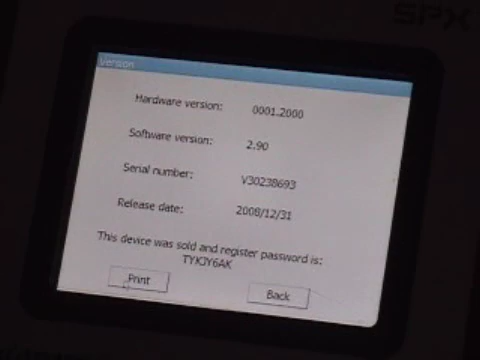 SPX
Version
Hardware version: 0001.2000
Software version: 2.90
Serial number: V30238693
Release date: 2008/12/31
This device was sold and register password is:
TYKJY6AK
Print
Back